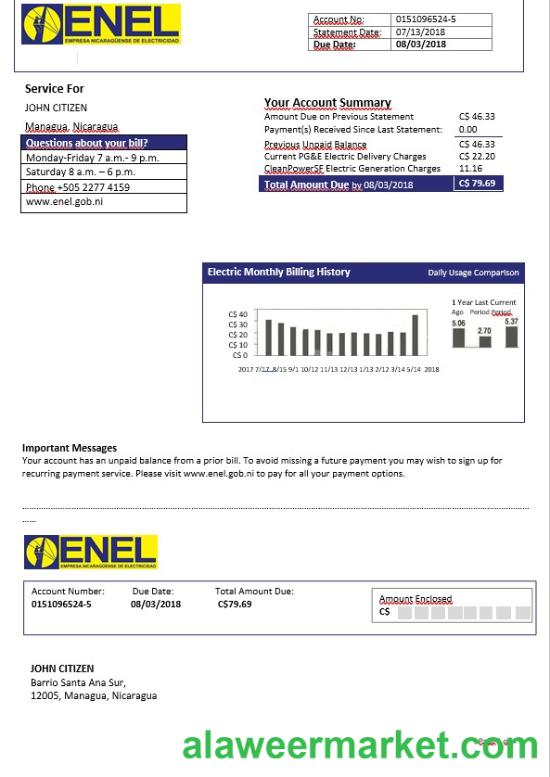 ENEL
EMPRESA NICARAGÜENSE DE ELECTRICIDAD
Account No: 0151096524-5
Statement Date: 07/13/2018
Due Date: 08/03/2018
Service For
JOHN CITIZEN
Managua, Nicaragua
Questions about your bill?
Monday-Friday 7 a.m.- 9 p.m.
Saturday 8 a.m. – 6 p.m.
Phone +505 2277 4159
www.enel.gob.ni
Your Account Summary
Amount Due on Previous Statement C$ 46.33
Payment(s) Received Since Last Statement: 0.00
Previous Unpaid Balance C$ 46.33
Current PG&E Electric Delivery Charges C$ 22.20
CleanPowerSF Electric Generation Charges 11.16
Total Amount Due by 08/03/2018 C$ 79.69
Electric Monthly Billing History Daily Usage Comparison
1 Year Last Current
Ago Period Period
5.06 2.70 5.37
C$ 40
C$ 30
C$ 20
C$ 10
C$ 0
2017 7/17 8/15 9/1 10/12 11/13 12/13 1/13 2/12 3/14 5/14 2018
Important Messages
Your account has an unpaid balance from a prior bill. To avoid missing a future payment you may wish to sign up for
recurring payment service. Please visit www.enel.gob.ni to pay for all your payment options.
ENEL
EMPRESA NICARAGÜENSE DE ELECTRICIDAD
Account Number: Due Date: Total Amount Due:
0151096524-5 08/03/2018 C$79.69
Amount Enclosed
C$
JOHN CITIZEN
Barrio Santa Ana Sur,
12005, Managua, Nicaragua
alaweermarket.com